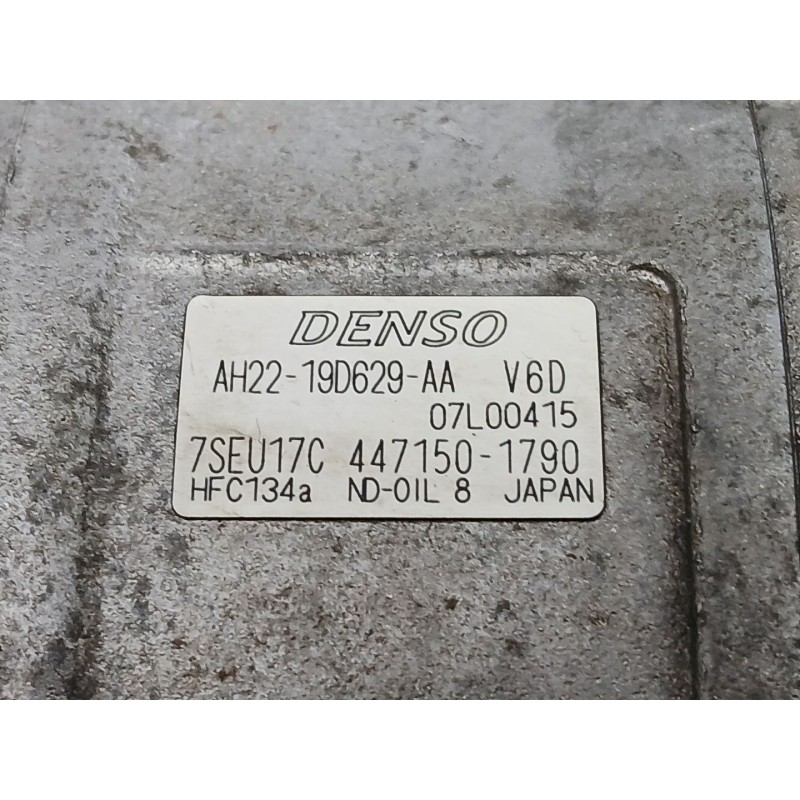 DENSO
AH22-19D629-AA V6D
07L00415
7SEU17C 447150-1790
HFC134a ND-OIL 8 JAPAN